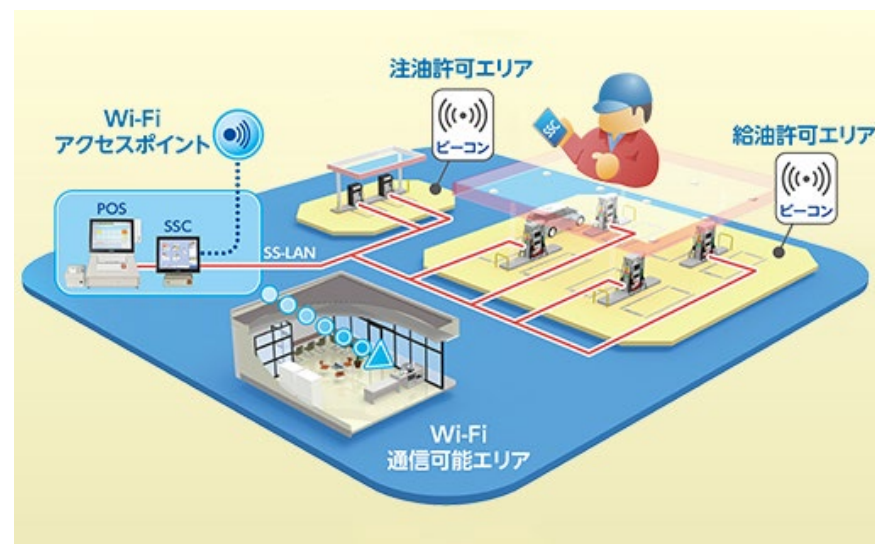 注油許可エリア
ビーコン
Wi-Fi
アクセスポイント
給油許可エリア
ビーコン
SSC
POS
SSC
SS-LAN
Wi-Fi
通信可能エリア